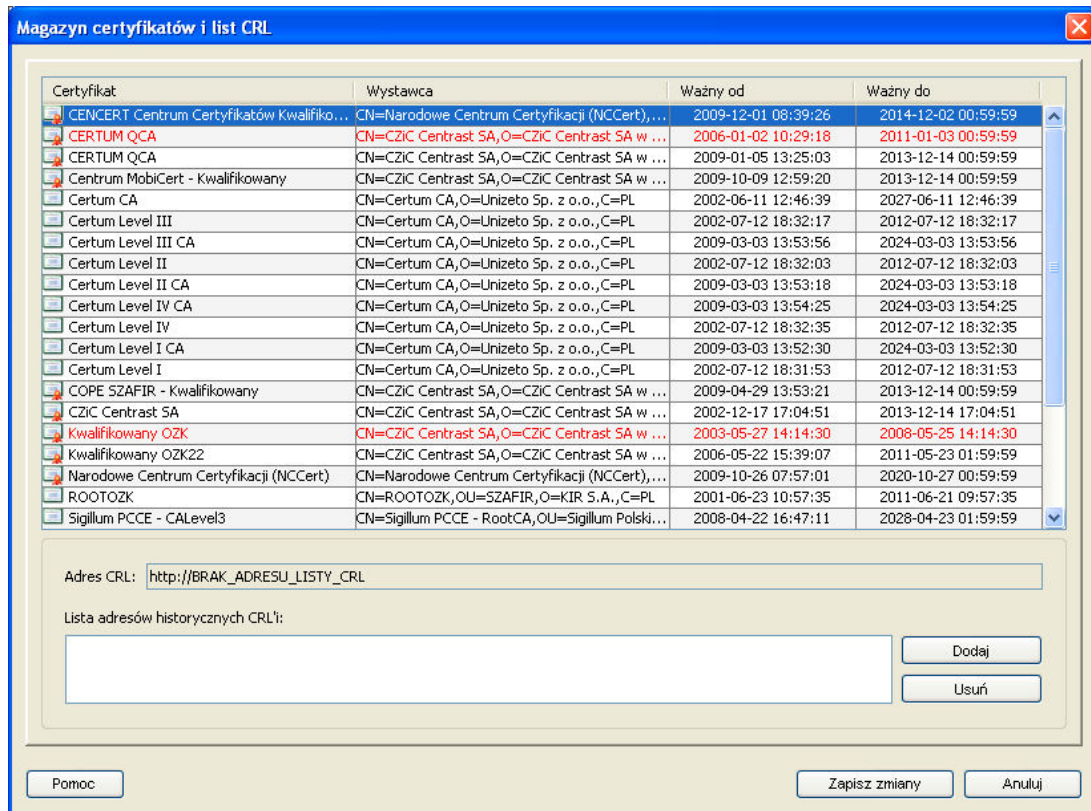 Magazyn certyfikatów i list CRL
Certyfikat Wystawca Ważny od Ważny do
CENCERT Centrum Certyfikatów Kwalifiko... CN=Narodowe Centrum Certyfikacji (NCCert),... 2009-12-01 08:39:26 2014-12-02 00:59:59
CERTUM QCA CN=CZiC Centrast SA,O=CZiC Centrast SA w ... 2006-01-02 10:29:18 2011-01-03 00:59:59
CERTUM QCA CN=CZiC Centrast SA,O=CZiC Centrast SA w ... 2009-01-05 13:25:03 2013-12-14 00:59:59
Centrum MobiCert - Kwalifikowany CN=CZiC Centrast SA,O=CZiC Centrast SA w ... 2009-10-09 12:59:20 2013-12-14 00:59:59
Certum CA CN=Certum CA,O=Unizeto Sp. z o.o.,C=PL 2002-06-11 12:46:39 2027-06-11 12:46:39
Certum Level III CN=Certum CA,O=Unizeto Sp. z o.o.,C=PL 2002-07-12 18:32:17 2012-07-12 18:32:17
Certum Level III CA CN=Certum CA,O=Unizeto Sp. z o.o.,C=PL 2009-03-03 13:53:56 2024-03-03 13:53:56
Certum Level II CN=Certum CA,O=Unizeto Sp. z o.o.,C=PL 2002-07-12 18:32:03 2012-07-12 18:32:03
Certum Level II CA CN=Certum CA,O=Unizeto Sp. z o.o.,C=PL 2009-03-03 13:53:18 2024-03-03 13:53:18
Certum Level IV CA CN=Certum CA,O=Unizeto Sp. z o.o.,C=PL 2009-03-03 13:54:25 2024-03-03 13:54:25
Certum Level IV CN=Certum CA,O=Unizeto Sp. z o.o.,C=PL 2002-07-12 18:32:35 2012-07-12 18:32:35
Certum Level I CA CN=Certum CA,O=Unizeto Sp. z o.o.,C=PL 2009-03-03 13:52:30 2024-03-03 13:52:30
Certum Level I CN=Certum CA,O=Unizeto Sp. z o.o.,C=PL 2002-07-12 18:31:53 2012-07-12 18:31:53
COPE SZAFIR - Kwalifikowany CN=CZiC Centrast SA,O=CZiC Centrast SA w ... 2009-04-29 13:53:21 2013-12-14 00:59:59
CZiC Centrast SA CN=CZiC Centrast SA,O=CZiC Centrast SA w ... 2002-12-17 17:04:51 2013-12-14 17:04:51
Kwalifikowany OZK CN=CZiC Centrast SA,O=CZiC Centrast SA w ... 2003-05-27 14:14:30 2008-05-25 14:14:30
Kwalifikowany OZK22 CN=CZiC Centrast SA,O=CZiC Centrast SA w ... 2006-05-22 15:39:07 2011-05-23 01:59:59
Narodowe Centrum Certyfikacji (NCCert) CN=Narodowe Centrum Certyfikacji (NCCert),... 2009-10-26 07:57:01 2020-10-27 00:59:59
ROOTOZK CN=ROOTOZK,OU=SZAFIR,O=KIR S.A.,C=PL 2001-06-23 10:57:35 2011-06-21 09:57:35
Sigillum PCCE - CALevel3 CN=Sigillum PCCE - RootCA,OU=Sigillum Polski... 2008-04-22 16:47:11 2028-04-23 01:59:59
Adres CRL: http://BRAK_ADRESU_LISTY_CRL
Lista adresów historycznych CRL'i:
Dodaj
Usuń
Pomoc Zapisz zmiany Anuluj